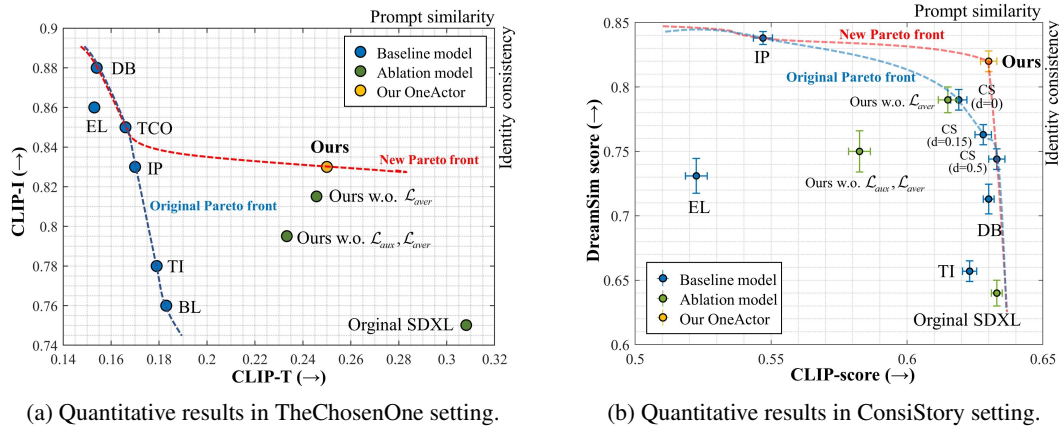 Prompt similarity
0.9
0.88
0.86
0.84
0.82
0.8
0.78
0.76
0.74
CLIP-I (→)
DB
EL
TCO
IP
TI
BL
Baseline model
Ablation model
Our OneActor
Ours
New Pareto front
Original Pareto front
Ours w.o. ℒaver
Ours w.o. ℒaux, ℒaver
Orginal SDXL
Identity consistency
0.14 0.16 0.18 0.2 0.22 0.24 0.26 0.28 0.3 0.32
CLIP-T (→)
(a) Quantitative results in TheChosenOne setting.
Prompt similarity
0.85
0.8
0.75
0.7
0.65
0.6
DreamSim score (→)
New Pareto front
IP
Ours
Original Pareto front
Ours w.o. ℒaver
CS
(d=0)
CS
(d=0.15)
CS
(d=0.5)
Ours w.o. ℒaux, ℒaver
EL
DB
TI
Orginal SDXL
Baseline model
Ablation model
Our OneActor
Identity consistency
0.5 0.55 0.6 0.65
CLIP-score (→)
(b) Quantitative results in ConsiStory setting.